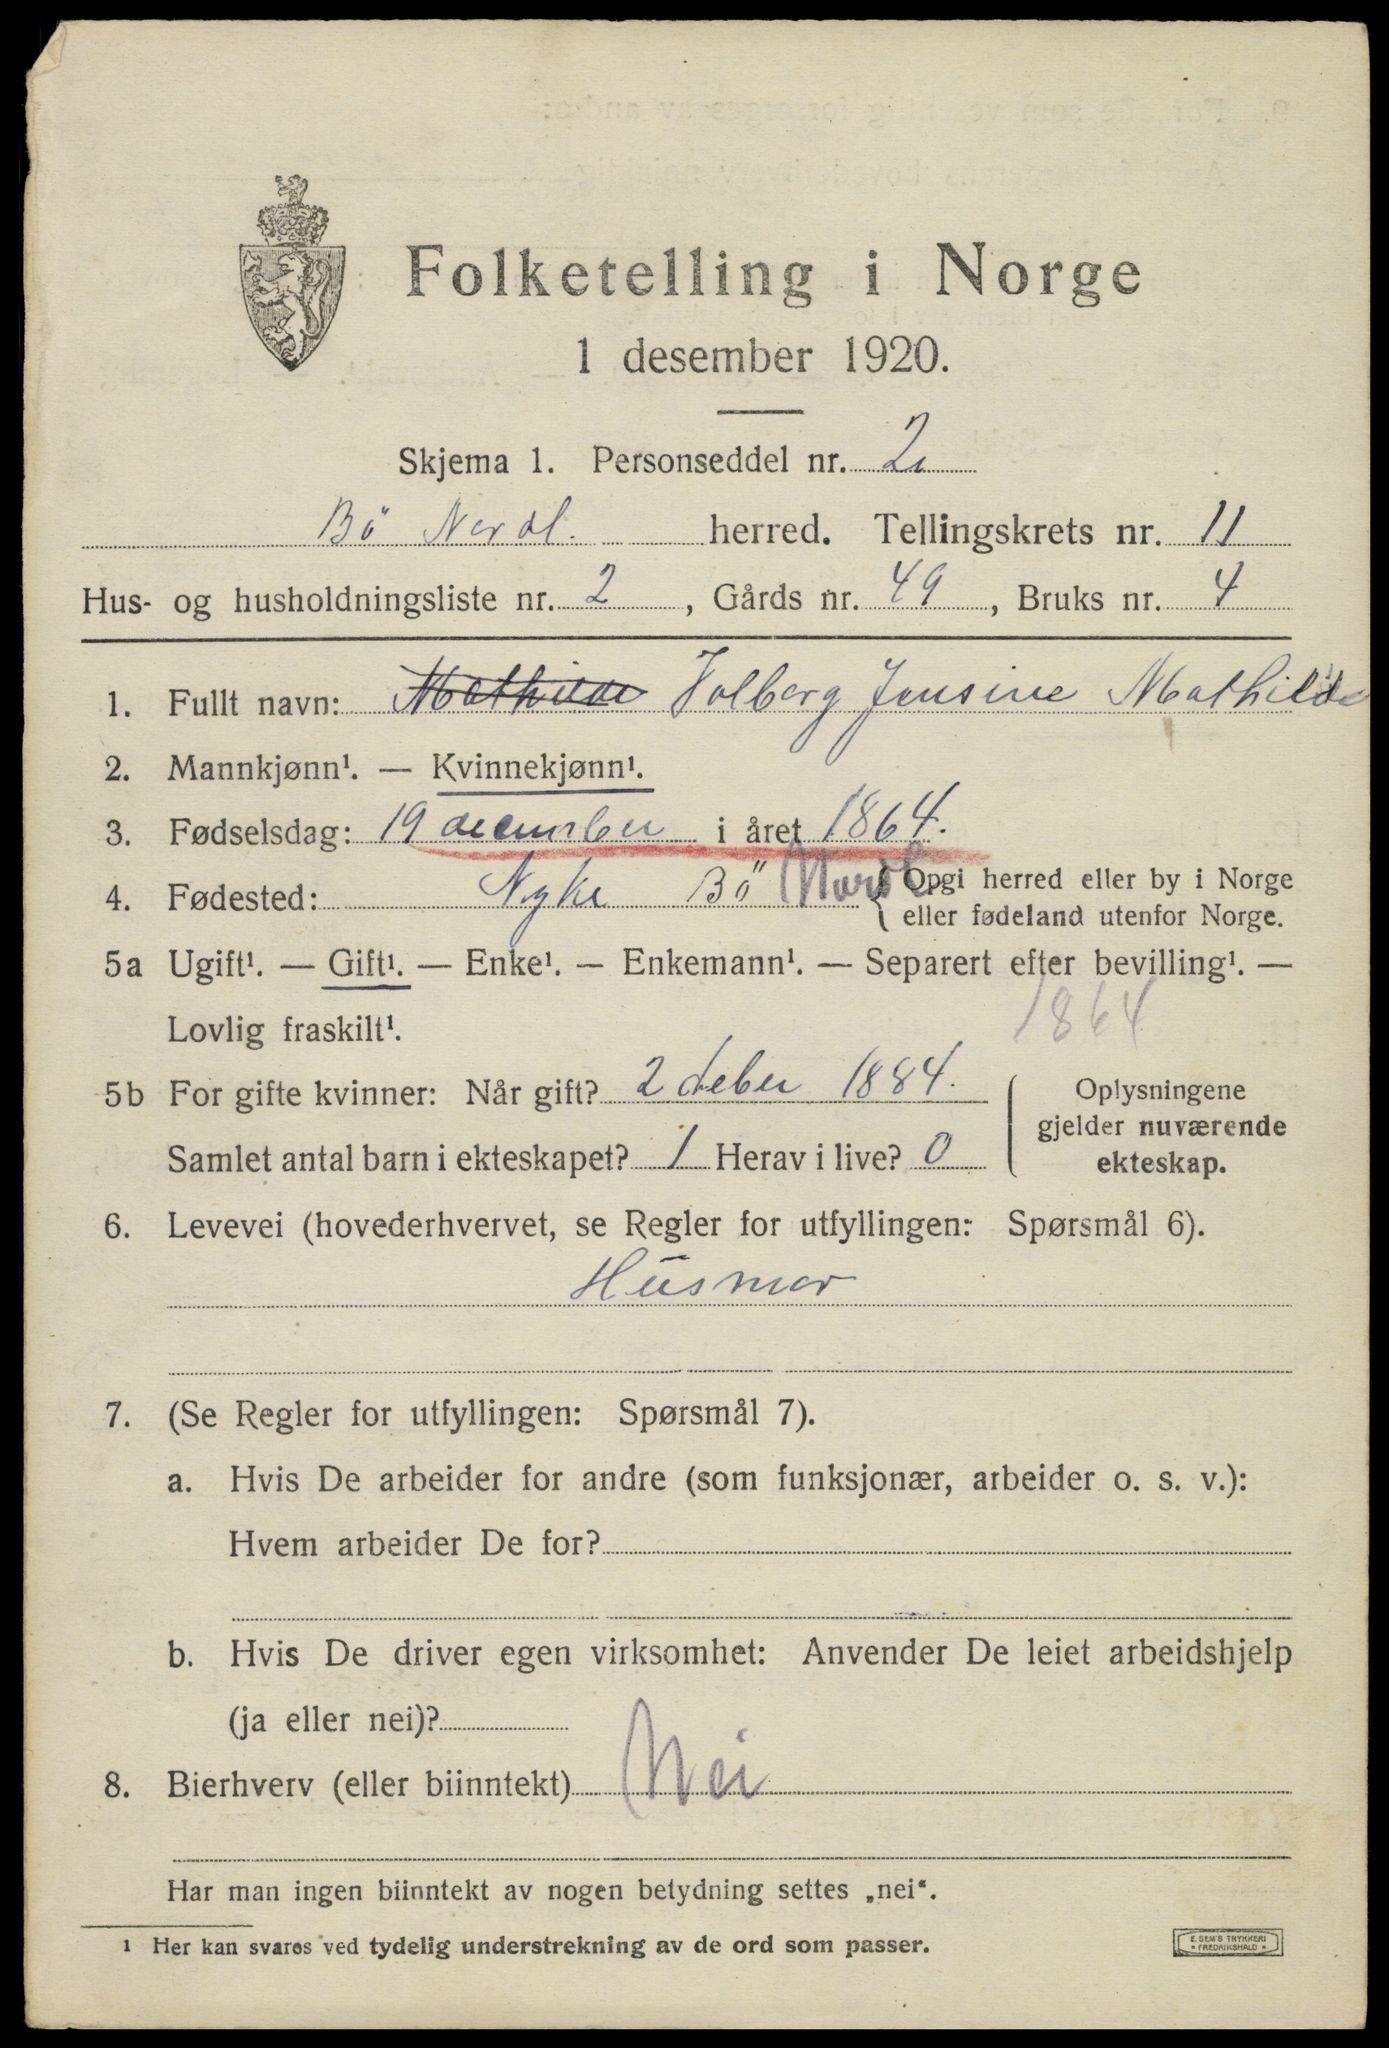 Folketelling i Norge
1 desember 1920.
Skjema 1. Personseddel nr. 2
Bö Nordl. herred. Tellingskrets nr. 11
Hus- og husholdningsliste nr. 2, Gårds nr. 49, Bruks nr. 4
1. Fullt navn: Mathilde Volberg Jensine Mathilde
2. Mannkjønn¹. — Kvinnekjønn¹.
3. Fødselsdag: 19 december i året 1864.
4. Fødested: Nyke Bö Nordl { Opgi herred eller by i Norge
eller fødeland utenfor Norge.
5a Ugift¹. — Gift¹. — Enke¹. — Enkemann¹. — Separert efter bevilling¹. —
Lovlig fraskilt¹. 1864
5b For gifte kvinner: Når gift? 2 1884. Oplysningene
gjelder nuværende
Samlet antal barn i ekteskapet? 1 Herav i live? 0 ekteskap.
6. Levevei (hovederhvervet, se Regler for utfyllingen: Spørsmål 6).
Husmor
7. (Se Regler for utfyllingen: Spørsmål 7).
a. Hvis De arbeider for andre (som funksjonær, arbeider o. s. v.):
Hvem arbeider De for?
b. Hvis De driver egen virksomhet: Anvender De leiet arbeidshjelp
(ja eller nei)?
8. Bierhverv (eller biinntekt) Nei
Har man ingen biinntekt av nogen betydning settes „nei“.
¹ Her kan svares ved tydelig understrekning av de ord som passer.
E. SEM'S TRYKKERI
FREDRIKSHALD